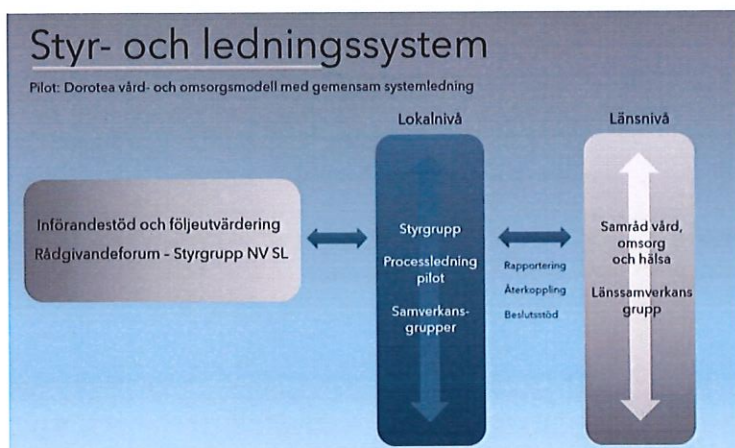 Styr- och ledningssystem
Pilot: Dorotea vård- och omsorgsmodell med gemensam systemledning
Lokalnivå
Länsnivå
Införandestöd och följeutvärdering
Rådgivandeforum – Styrgrupp NV SL
Styrgrupp
Processledning
pilot
Samverkans-
grupper
Rapportering
Återkoppling
Beslutsstöd
Samråd vård,
omsorg
och hälsa
Länssamverkans
grupp